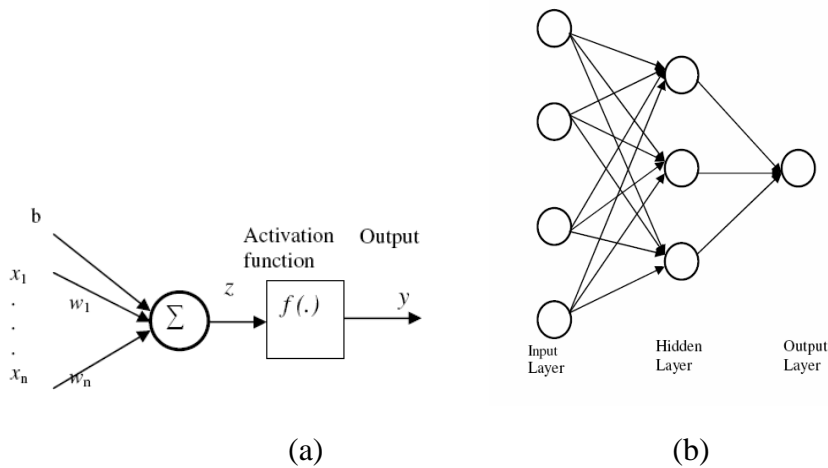 b
x1
.
.
.
xn
w1
wn
Σ
z
Activation
function
f(.)
Output
y
(a)
Input
Layer
Hidden
Layer
Output
Layer
(b)